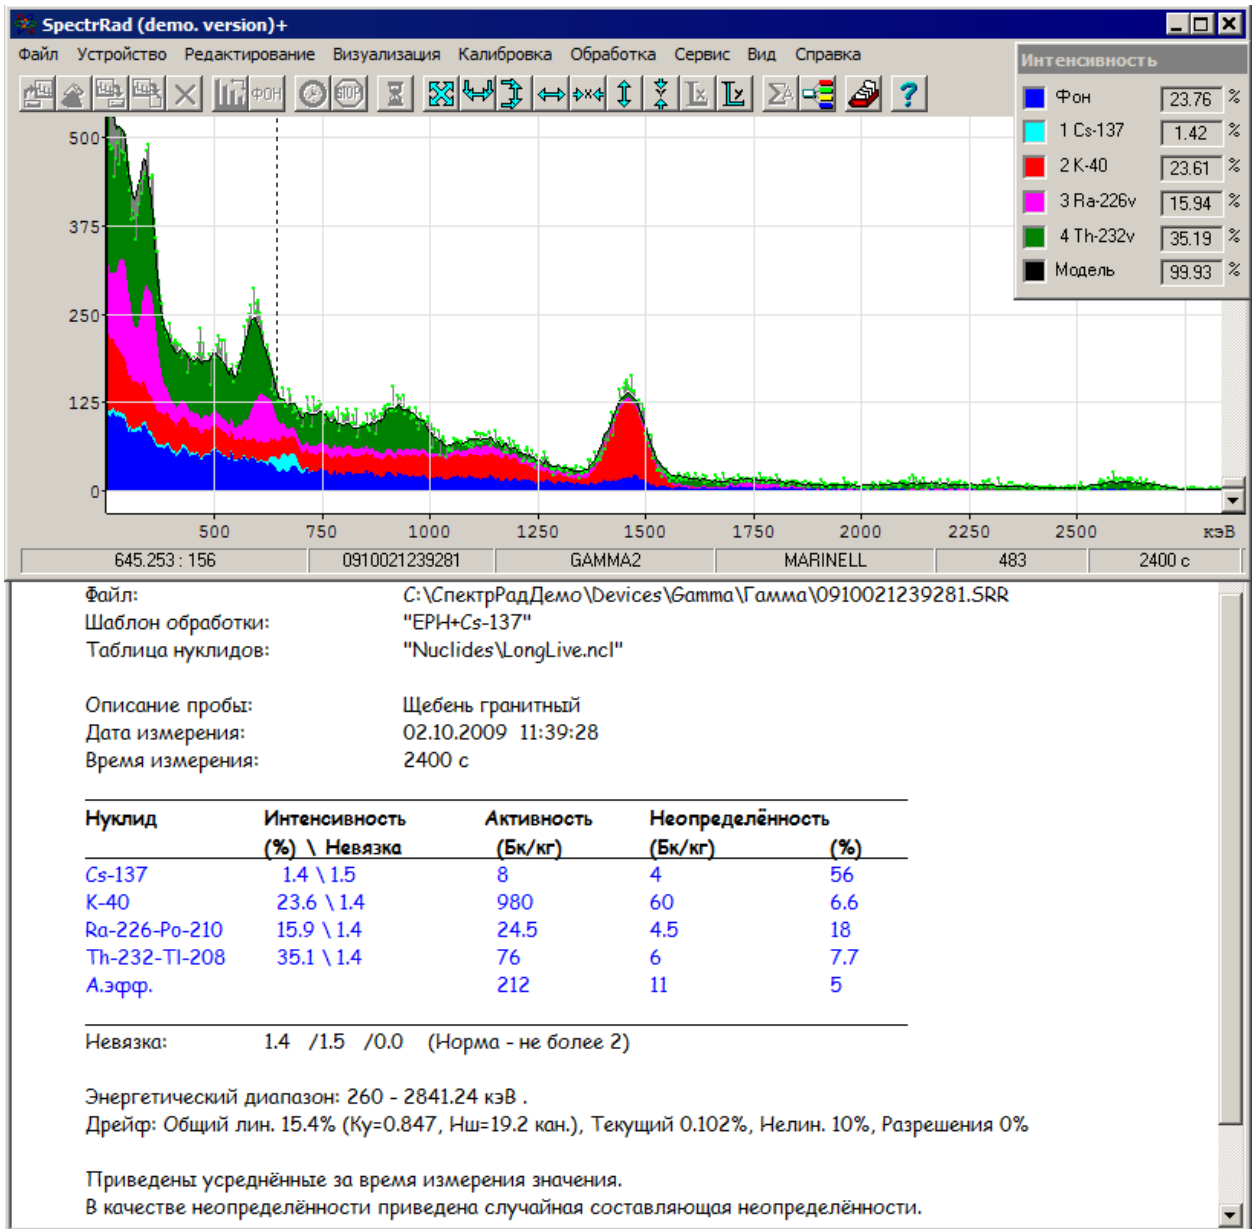 SpectrRad (demo. version)+
Файл Устройство Редактирование Визуализация Калибровка Обработка Сервис Вид Справка
ФОН СТОР Lx Lx ΣA ?
Интенсивность
Фон 23.76 %
1 Cs-137 1.42 %
2 K-40 23.61 %
3 Ra-226v 15.94 %
4 Th-232v 35.19 %
Модель 99.93 %
500
375
250
125
0
500 750 1000 1250 1500 1750 2000 2250 2500 кэВ
645.253 : 156 0910021239281 GAMMA2 MARINELL 483 2400 с
Файл: C:\СпектрРадДемо\Devices\Gamma\Гамма\0910021239281.SRR
Шаблон обработки: "ЕРН+Cs-137"
Таблица нуклидов: "Nuclides\LongLive.ncl"
Описание пробы: Щебень гранитный
Дата измерения: 02.10.2009 11:39:28
Время измерения: 2400 с
Нуклид Интенсивность Активность Неопределённость
(%) \ Невязка (Бк/кг) (Бк/кг) (%)
Cs-137 1.4 \ 1.5 8 4 56
K-40 23.6 \ 1.4 980 60 6.6
Ra-226-Po-210 15.9 \ 1.4 24.5 4.5 18
Th-232-Tl-208 35.1 \ 1.4 76 6 7.7
А.эфф. 212 11 5
Невязка: 1.4 /1.5 /0.0 (Норма - не более 2)
Энергетический диапазон: 260 - 2841.24 кэВ .
Дрейф: Общий лин. 15.4% (Ку=0.847, Нш=19.2 кан.), Текущий 0.102%, Нелин. 10%, Разрешения 0%
Приведены усреднённые за время измерения значения.
В качестве неопределённости приведена случайная составляющая неопределённости.